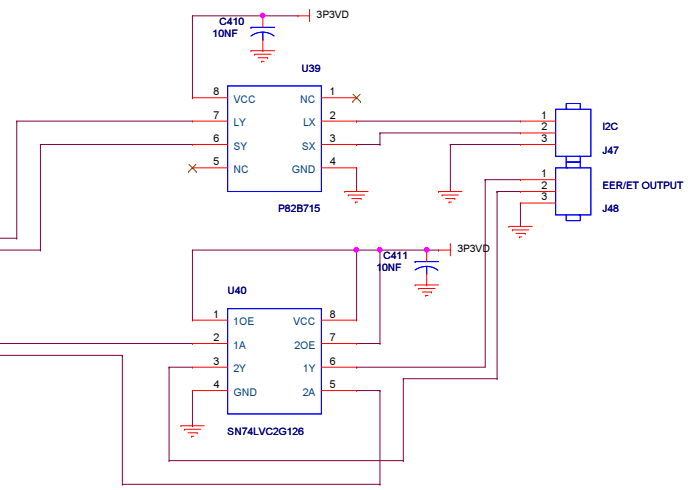 C410
3P3VD
10NF
U39
8 VCC NC 1
7 LY LX 2
6 SY SX 3
5 NC GND 4
P82B715
1
2
3
I2C
J47
1
2
3
EER/ET OUTPUT
J48
3P3VD
C411
10NF
U40
1 1OE VCC 8
2 1A 2OE 7
3 2Y 1Y 6
4 GND 2A 5
SN74LVC2G126